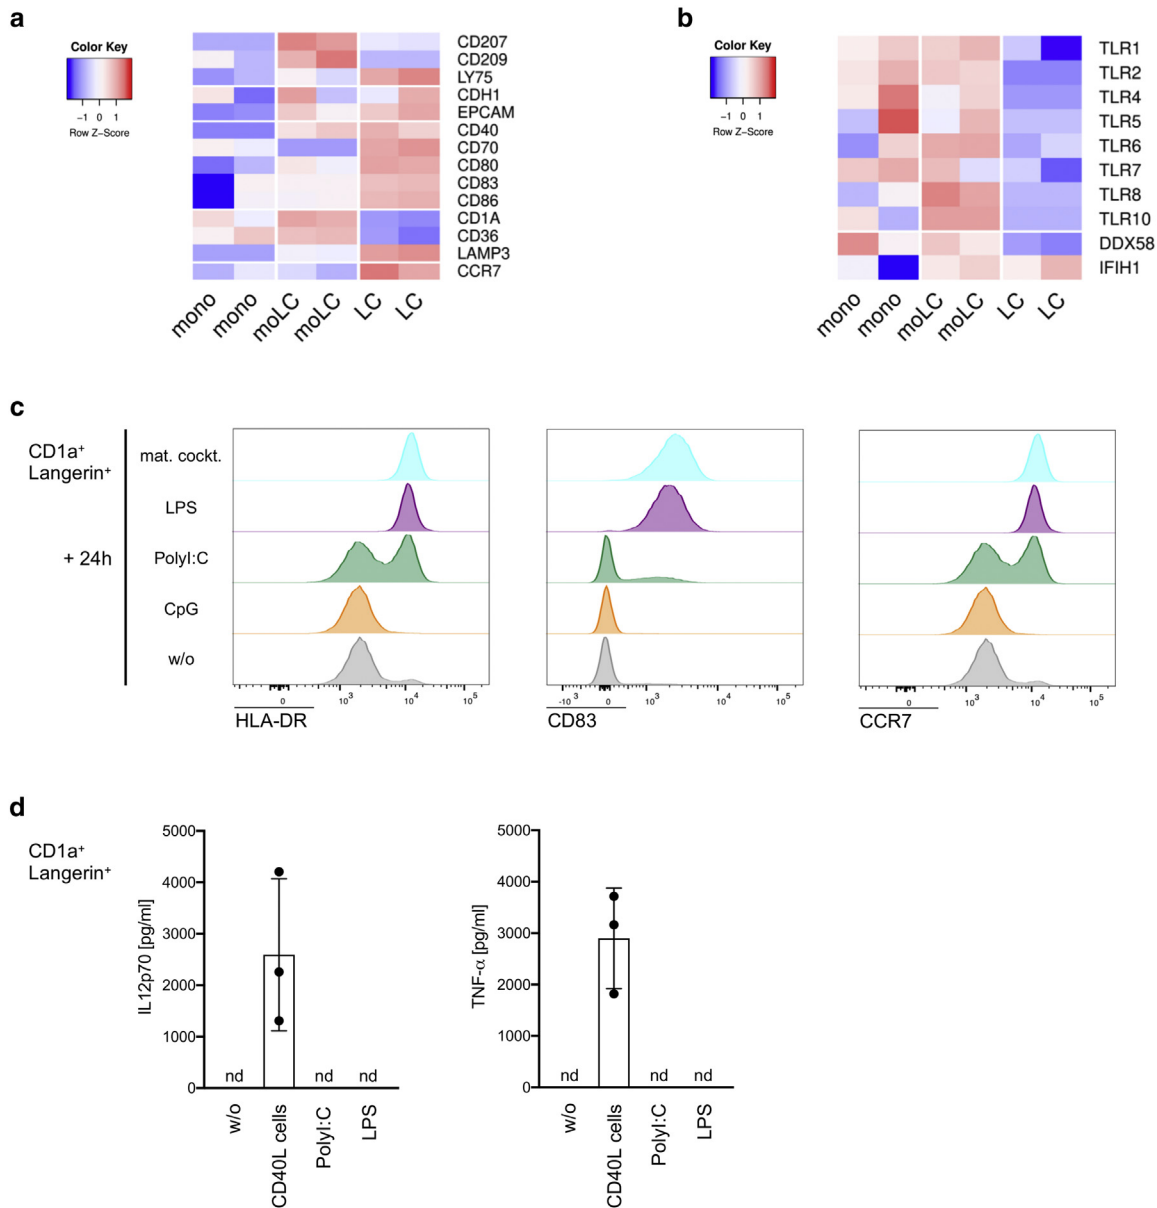 a
Color Key
−1 0 1
Row Z−Score
CD207
CD209
LY75
CDH1
EPCAM
CD40
CD70
CD80
CD83
CD86
CD1A
CD36
LAMP3
CCR7
mono
mono
moLC
moLC
LC
LC
b
Color Key
−1 0 1
Row Z−Score
TLR1
TLR2
TLR4
TLR5
TLR6
TLR7
TLR8
TLR10
DDX58
IFIH1
mono
mono
moLC
moLC
LC
LC
c
CD1a⁺
Langerin⁺
+ 24h
mat. cockt.
LPS
PolyI:C
CpG
w/o
0 10³ 10⁴ 10⁵
HLA-DR
-10³ 0 10³ 10⁴ 10⁵
CD83
0 10³ 10⁴ 10⁵
CCR7
d
CD1a⁺
Langerin⁺
IL12p70 [pg/ml]
5000
4000
3000
2000
1000
0
nd nd nd
w/o
CD40L cells
PolyI:C
LPS
TNF-α [pg/ml]
5000
4000
3000
2000
1000
0
nd nd nd
w/o
CD40L cells
PolyI:C
LPS